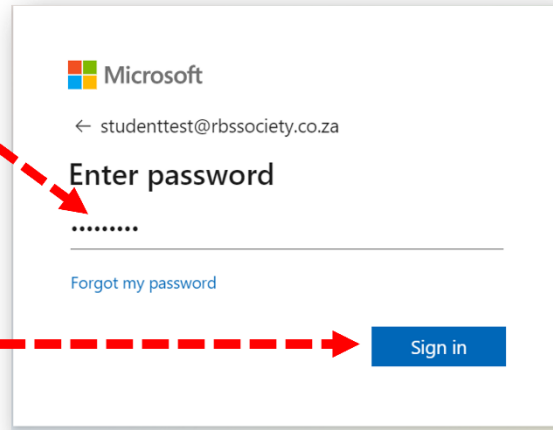 Microsoft
← studenttest@rbssociety.co.za
Enter password
•••••••••
Forgot my password
Sign in